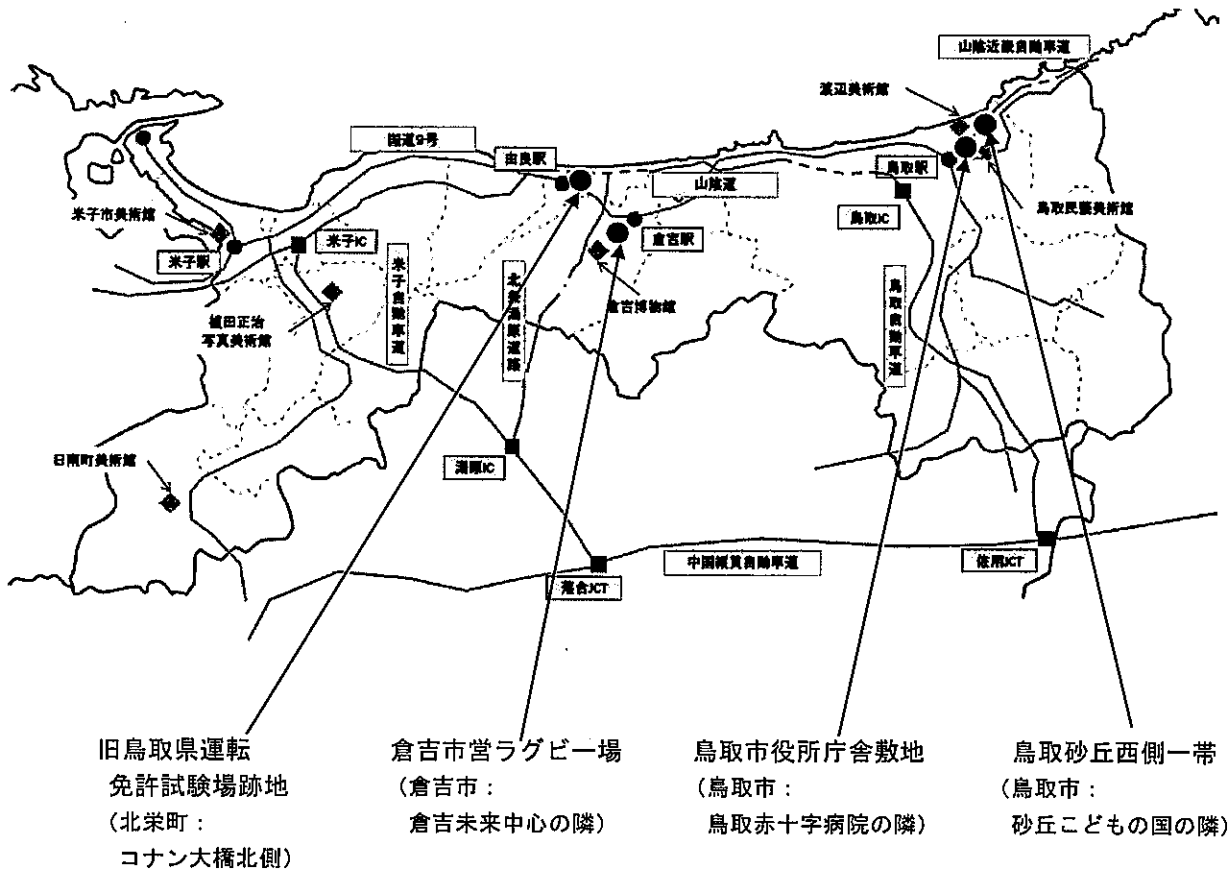 山陰近畿自動車道
渡辺美術館
国道9号
由良駅
山陰道
鳥取駅
鳥取IC
鳥取民藝美術館
米子市美術館
米子駅
米子IC
米子自動車道
北条湯原道路
倉吉駅
倉吉博物館
鳥取自動車道
植田正治
写真美術館
日南町美術館
湯原IC
落合JCT
中国縦貫自動車道
佐用JCT
旧鳥取県運転
免許試験場跡地
(北栄町:
コナン大橋北側)
倉吉市営ラグビー場
(倉吉市:
倉吉未来中心の隣)
鳥取市役所庁舎敷地
(鳥取市:
鳥取赤十字病院の隣)
鳥取砂丘西側一帯
(鳥取市:
砂丘こどもの国の隣)